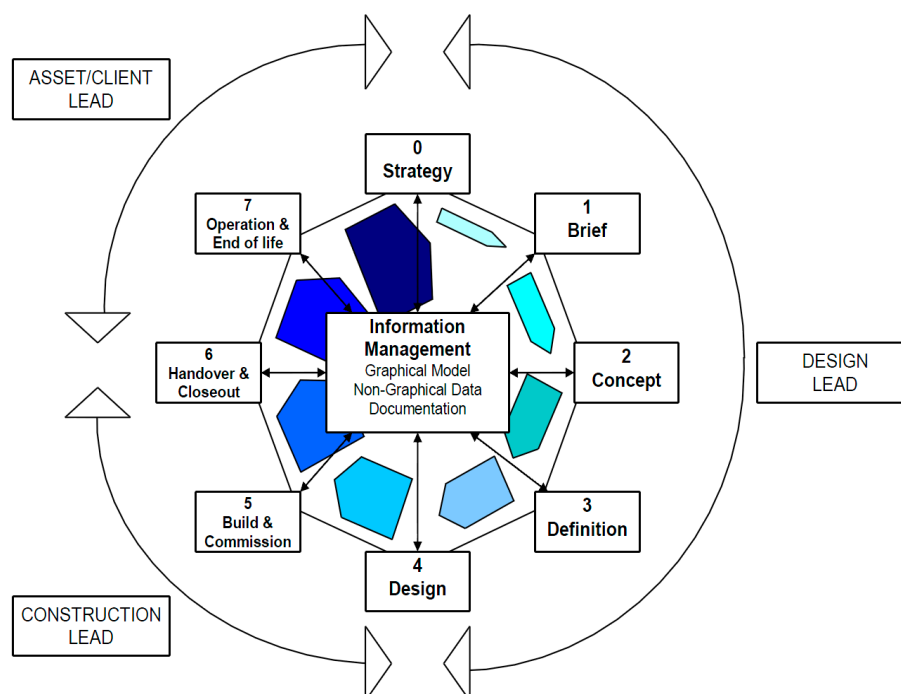 ASSET/CLIENT
LEAD
0
Strategy
7
Operation &
End of life
1
Brief
Information
Management
Graphical Model
Non-Graphical Data
Documentation
6
Handover &
Closeout
2
Concept
DESIGN
LEAD
5
Build &
Commission
3
Definition
4
Design
CONSTRUCTION
LEAD